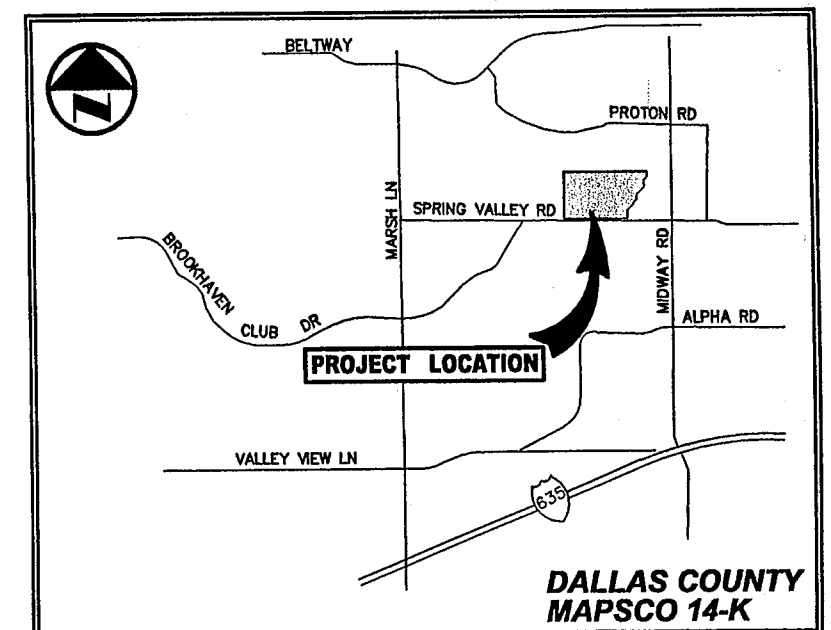 N
BELTWAY
PROTON RD
MARSH LN
SPRING VALLEY RD
MIDWAY RD
BROOKHAVEN
CLUB DR
ALPHA RD
PROJECT LOCATION
VALLEY VIEW LN
635
DALLAS COUNTY
MAPSCO 14-K